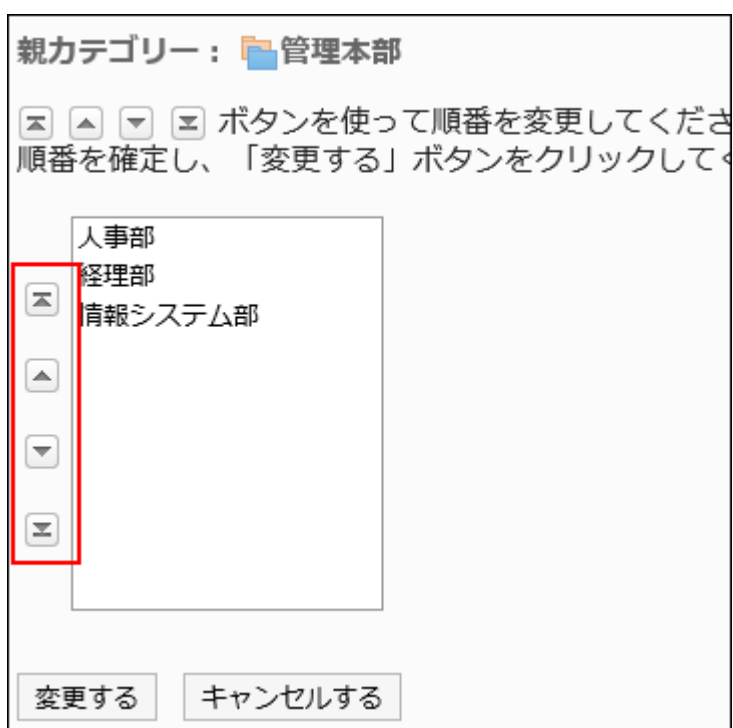 親カテゴリー： 管理本部
ボタンを使って順番を変更してくださ
順番を確定し、「変更する」ボタンをクリックして
人事部
経理部
情報システム部
変更する
キャンセルする